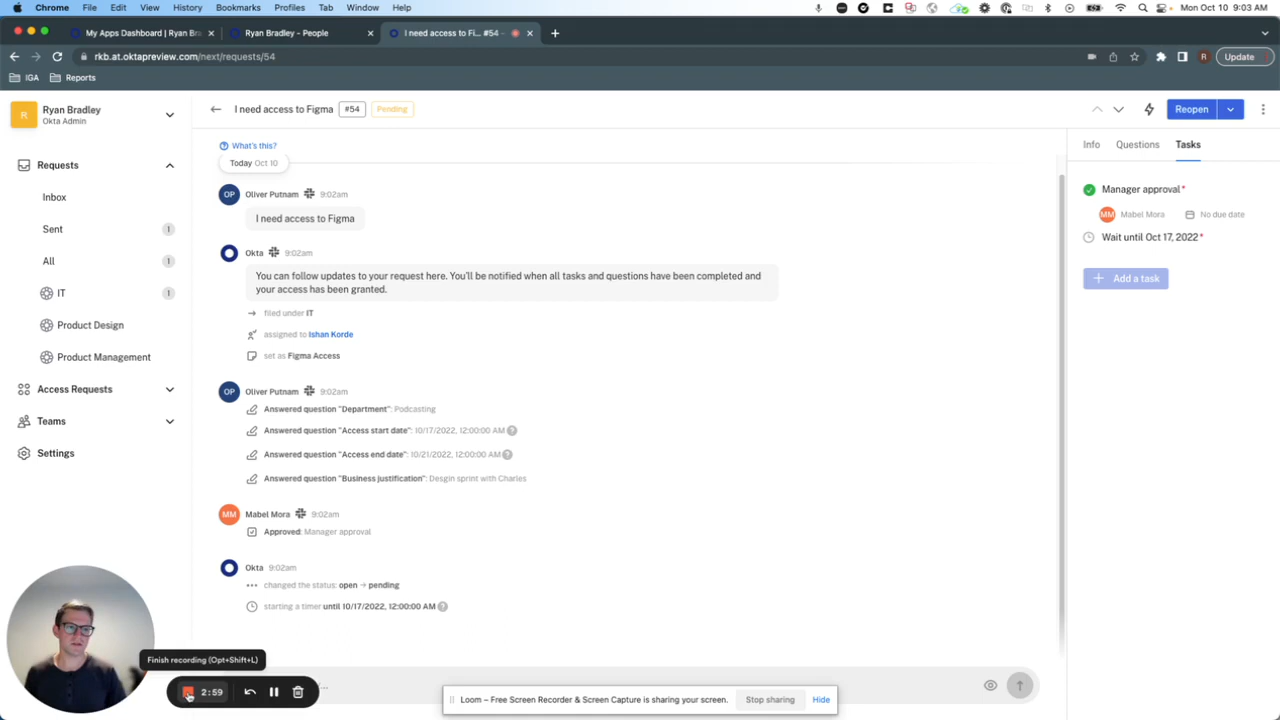 Chrome File Edit View History Bookmarks Profiles Tab Window Help Mon Oct 10 9:03 AM
My Apps Dashboard | Ryan Br
Ryan Bradley - People
I need access to Fi... #54 -
rkb.at.oktapreview.com/next/requests/54
R Update
IGA Reports
R
Ryan Bradley
Okta Admin
I need access to Figma #54 Pending
Reopen
What's this?
Today Oct 10
Info Questions Tasks
Requests
Inbox
Sent 1
All 1
IT 1
Product Design
Product Management
Access Requests
Teams
Settings
OP Oliver Putnam 9:02am
I need access to Figma
Okta 9:02am
You can follow updates to your request here. You'll be notified when all tasks and questions have been completed and
your access has been granted.
filed under IT
assigned to Ishan Korde
set as Figma Access
OP Oliver Putnam 9:02am
Answered question "Department": Podcasting
Answered question "Access start date": 10/17/2022, 12:00:00 AM ?
Answered question "Access end date": 10/21/2022, 12:00:00 AM ?
Answered question "Business justification": Desgin sprint with Charles
MM Mabel Mora 9:02am
Approved: Manager approval
Okta 9:02am
changed the status: open → pending
starting a timer until 10/17/2022, 12:00:00 AM ?
Manager approval*
MM Mabel Mora No due date
Wait until Oct 17, 2022*
+ Add a task
Finish recording (Opt+Shift+L)
2:59
Loom – Free Screen Recorder & Screen Capture is sharing your screen. Stop sharing Hide